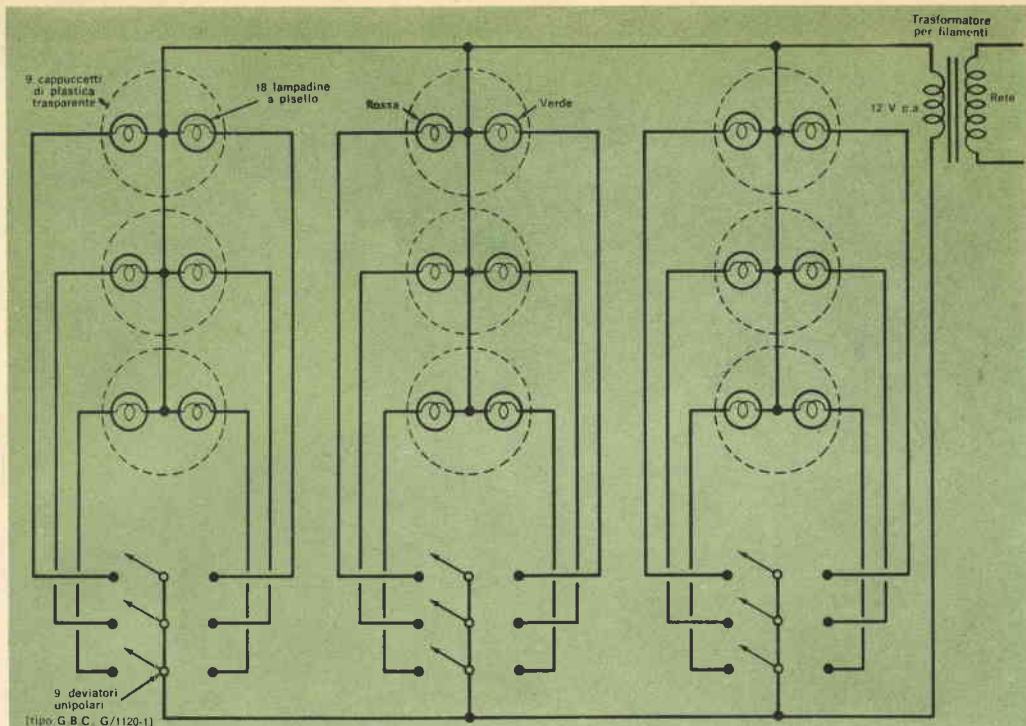 Trasformatore
per filamenti
9 cappuccetti
di plastica
trasparente
18 lampadine
a pisello
Rossa
Verde
12 V c.a.
Rete
9 deviatori
unipolari
[tipo G.B.C. G/1120-1]